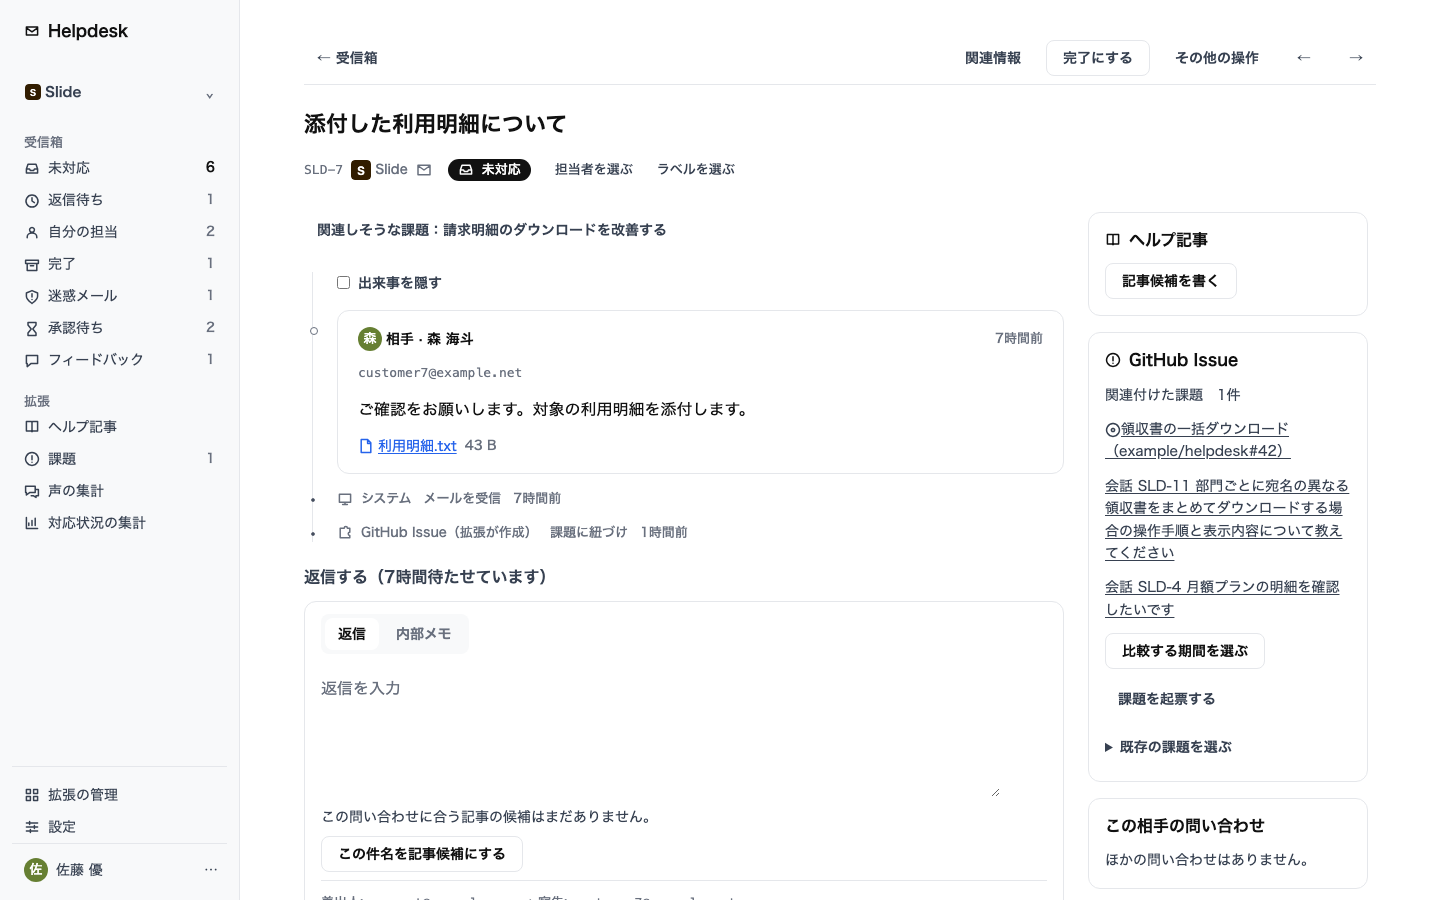 Helpdesk
S Slide
受信箱
未対応 6
返信待ち 1
自分の担当 2
完了 1
迷惑メール 1
承認待ち 2
フィードバック 1
拡張
ヘルプ記事
課題 1
声の集計
対応状況の集計
拡張の管理
設定
佐 佐藤 優 …
← 受信箱
関連情報 完了にする その他の操作 ← →
添付した利用明細について
SLD-7 S Slide 未対応 担当者を選ぶ ラベルを選ぶ
関連しそうな課題：請求明細のダウンロードを改善する
出来事を隠す
森 相手 · 森 海斗 7時間前
customer7@example.net
ご確認をお願いします。対象の利用明細を添付します。
利用明細.txt 43 B
システム メールを受信 7時間前
GitHub Issue（拡張が作成） 課題に紐づけ 1時間前
返信する（7時間待たせています）
返信 内部メモ
返信を入力
この問い合わせに合う記事の候補はまだありません。
この件名を記事候補にする
ヘルプ記事
記事候補を書く
GitHub Issue
関連付けた課題 1件
領収書の一括ダウンロード
（example/helpdesk#42）
会話 SLD-11 部門ごとに宛名の異なる
領収書をまとめてダウンロードする場
合の操作手順と表示内容について教え
てください
会話 SLD-4 月額プランの明細を確認
したいです
比較する期間を選ぶ
課題を起票する
既存の課題を選ぶ
この相手の問い合わせ
ほかの問い合わせはありません。